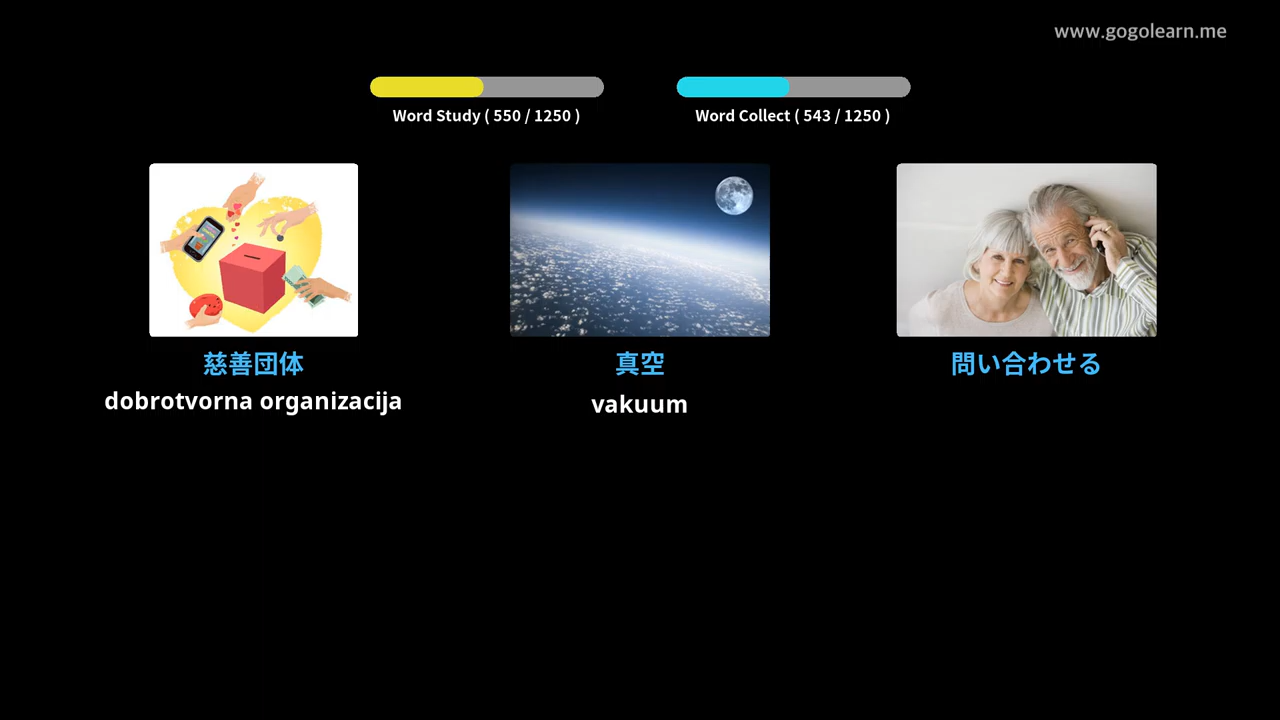 www.gogolearn.me
Word Study ( 550 / 1250 )
Word Collect ( 543 / 1250 )
慈善団体
真空
問い合わせる
dobrotvorna organizacija
vakuum